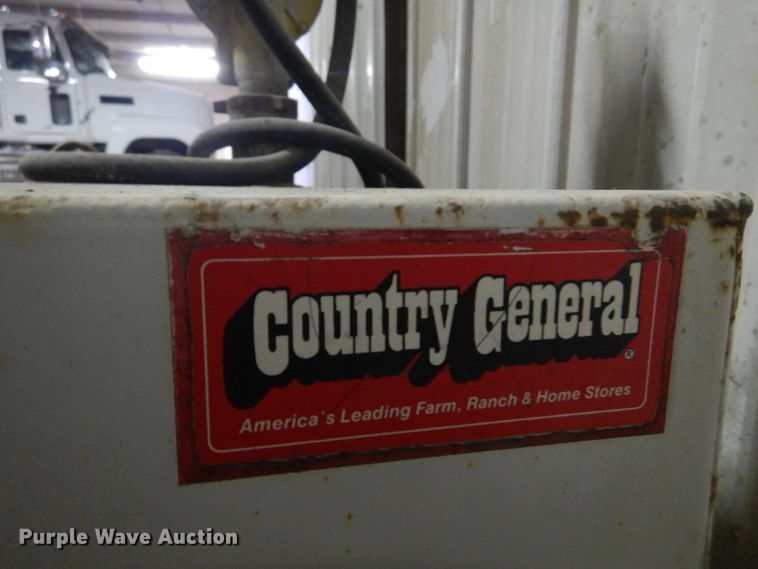 Country General ®
America's Leading Farm, Ranch & Home Stores
Purple Wave Auction